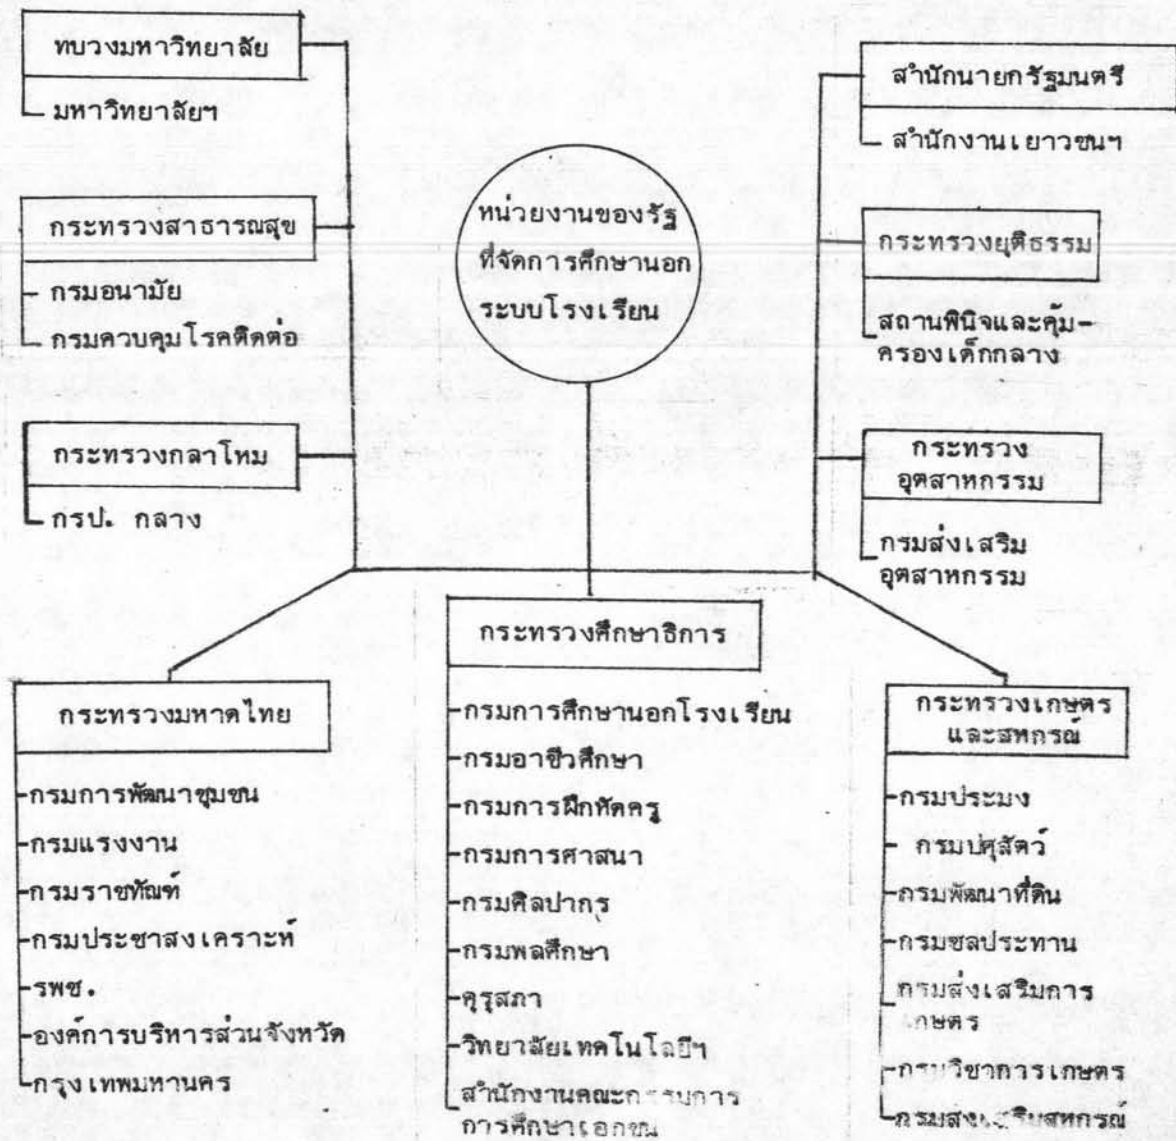 ทบวงมหาวิทยาลัย
มหาวิทยาลัยฯ
กระทรวงสาธารณสุข
กรมอนามัย
กรมควบคุมโรคติดต่อ
กระทรวงกลาโหม
กรป. กลาง
หน่วยงานของรัฐ
ที่จัดการศึกษานอก
ระบบโรงเรียน
สำนักนายกรัฐมนตรี
สำนักงานเยาวชนฯ
กระทรวงยุติธรรม
สถานพินิจและคุ้ม-
ครองเด็กกลาง
กระทรวง
อุตสาหกรรม
กรมส่งเสริม
อุตสาหกรรม
กระทรวงมหาดไทย
กรมการพัฒนาชุมชน
กรมแรงงาน
กรมราชทัณฑ์
กรมประชาสงเคราะห์
รพช.
องค์การบริหารส่วนจังหวัด
กรุงเทพมหานคร
กระทรวงศึกษาธิการ
กรมการศึกษานอกโรงเรียน
กรมอาชีวศึกษา
กรมการฝึกหัดครู
กรมการศาสนา
กรมศิลปากร
กรมพลศึกษา
คุรุสภา
วิทยาลัยเทคโนโลยีฯ
สำนักงานคณะกรรมการ
การศึกษาเอกชน
กระทรวงเกษตร
และสหกรณ์
กรมประมง
กรมปศุสัตว์
กรมพัฒนาที่ดิน
กรมชลประทาน
กรมส่งเสริมการ
เกษตร
กรมวิชาการเกษตร
กรมส่งเสริมสหกรณ์